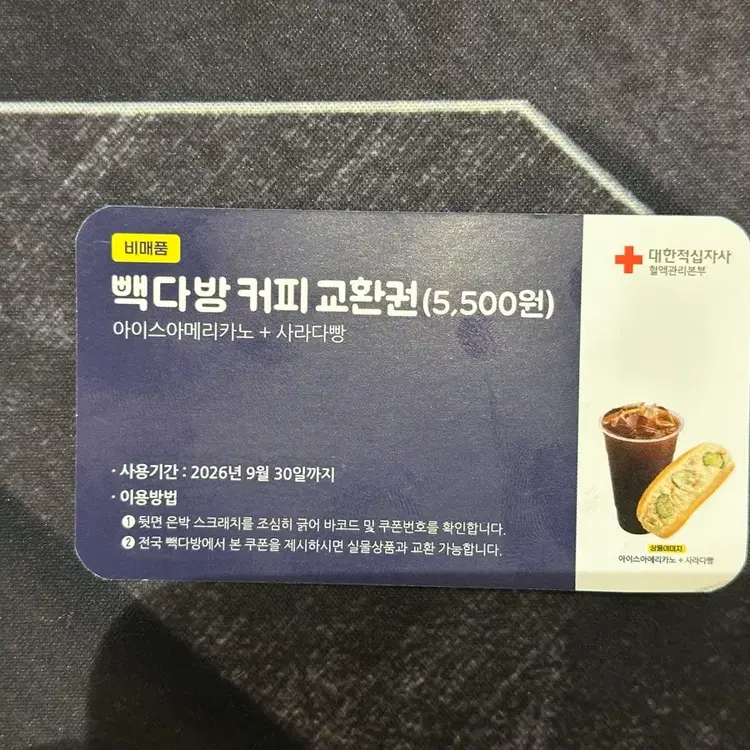 비매품
빽다방 커피 교환권 (5,500원)
아이스아메리카노 + 사라다빵
· 사용기간 : 2026년 9월 30일까지
· 이용방법
① 뒷면 은박 스크래치를 조심히 긁어 바코드 및 쿠폰번호를 확인합니다.
② 전국 빽다방에서 본 쿠폰을 제시하시면 실물상품과 교환 가능합니다.
대한적십자사
혈액관리본부
상품이미지
아이스아메리카노 + 사라다빵